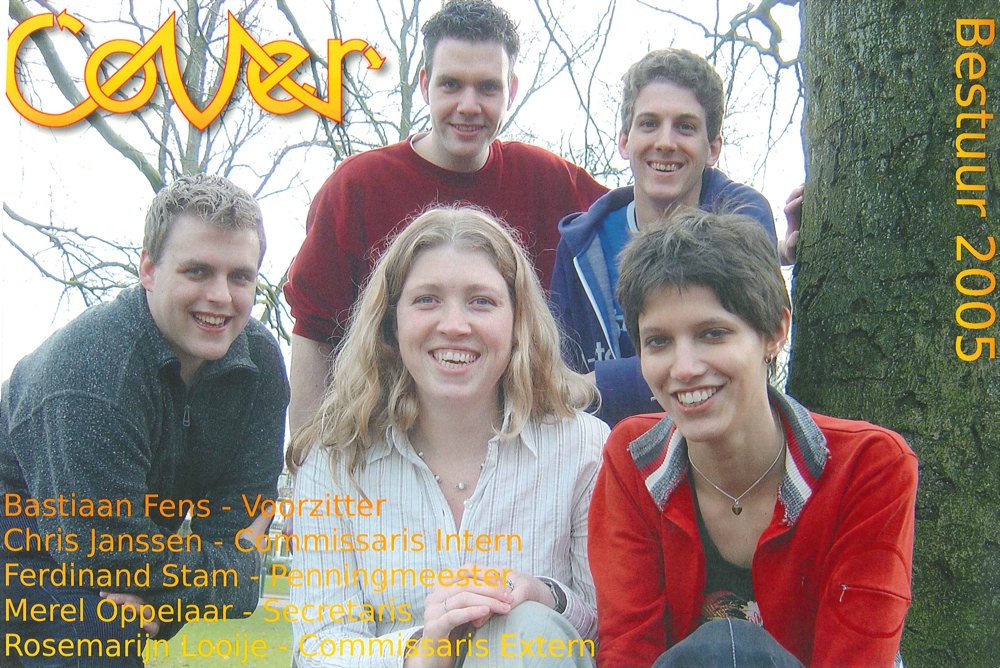 Cover
Bestuur 2005
Bastiaan Fens - Voorzitter
Chris Janssen - Commissaris Intern
Ferdinand Stam - Penningmeester
Merel Oppelaar - Secretaris
Rosemarijn Looije - Commissaris Extern